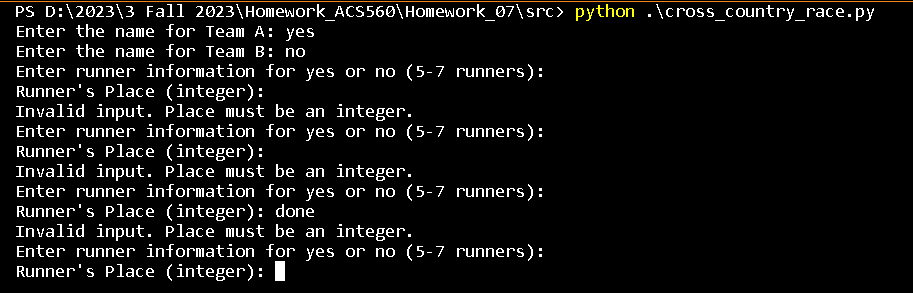 PS D:\2023\3 Fall 2023\Homework_ACS560\Homework_07\src> python .\cross_country_race.py
Enter the name for Team A: yes
Enter the name for Team B: no
Enter runner information for yes or no (5-7 runners):
Runner's Place (integer):
Invalid input. Place must be an integer.
Enter runner information for yes or no (5-7 runners):
Runner's Place (integer):
Invalid input. Place must be an integer.
Enter runner information for yes or no (5-7 runners):
Runner's Place (integer): done
Invalid input. Place must be an integer.
Enter runner information for yes or no (5-7 runners):
Runner's Place (integer):